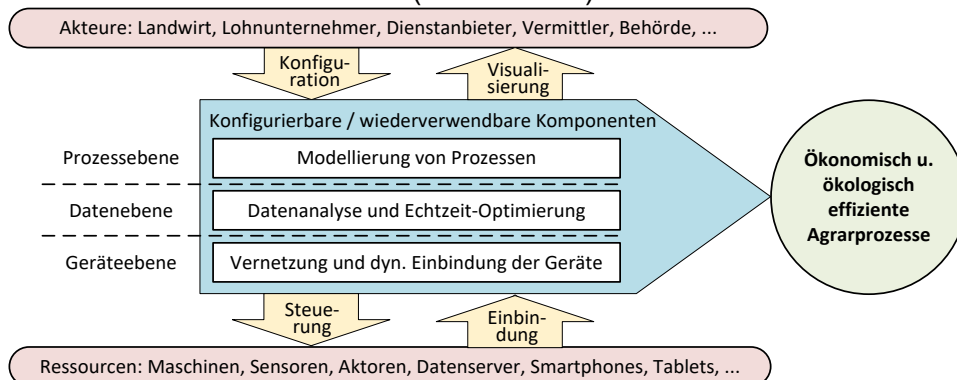 Akteure: Landwirt, Lohnunternehmer, Dienstanbieter, Vermittler, Behörde, ...
Konfigu-
ration
Visuali-
sierung
Konfigurierbare / wiederverwendbare Komponenten
Prozessebene
Modellierung von Prozessen
Datenebene
Datenanalyse und Echtzeit-Optimierung
Geräteebene
Vernetzung und dyn. Einbindung der Geräte
Ökonomisch u.
ökologisch
effiziente
Agrarprozesse
Steue-
rung
Einbin-
dung
Ressourcen: Maschinen, Sensoren, Aktoren, Datenserver, Smartphones, Tablets, ...